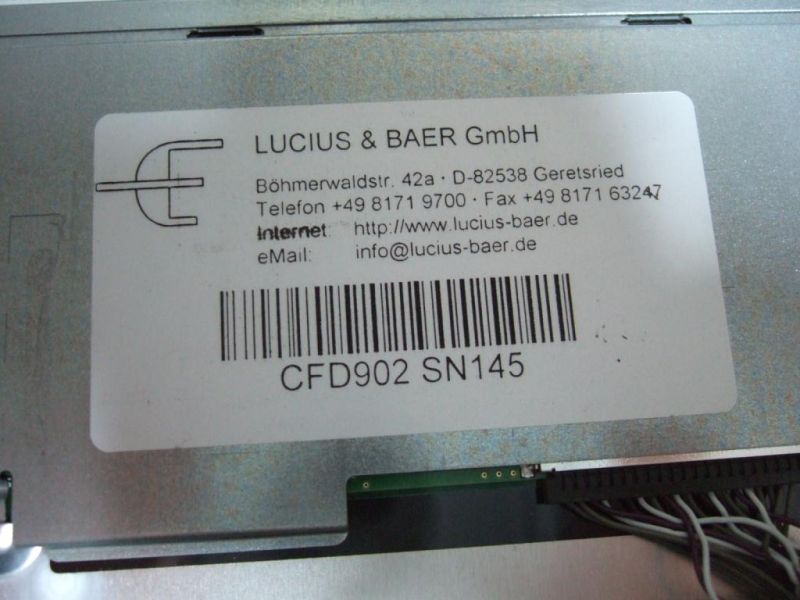 LUCIUS & BAER GmbH
Böhmerwaldstr. 42a · D-82538 Geretsried
Telefon +49 8171 9700 · Fax +49 8171 63247
Internet: http://www.lucius-baer.de
eMail: info@lucius-baer.de
CFD902 SN145